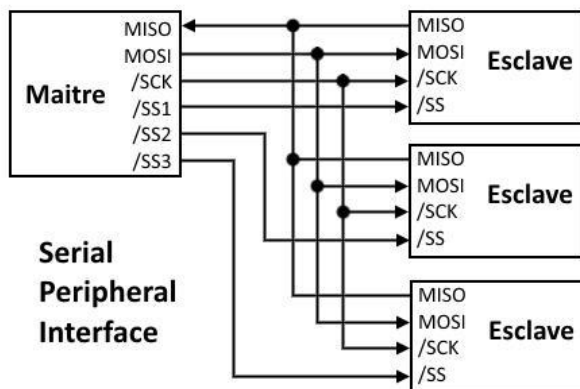 MISO
MOSI
/SCK
/SS1
/SS2
/SS3
Maitre
MISO
MOSI
/SCK
/SS
Esclave
MISO
MOSI
/SCK
/SS
Esclave
MISO
MOSI
/SCK
/SS
Esclave
Serial
Peripheral
Interface